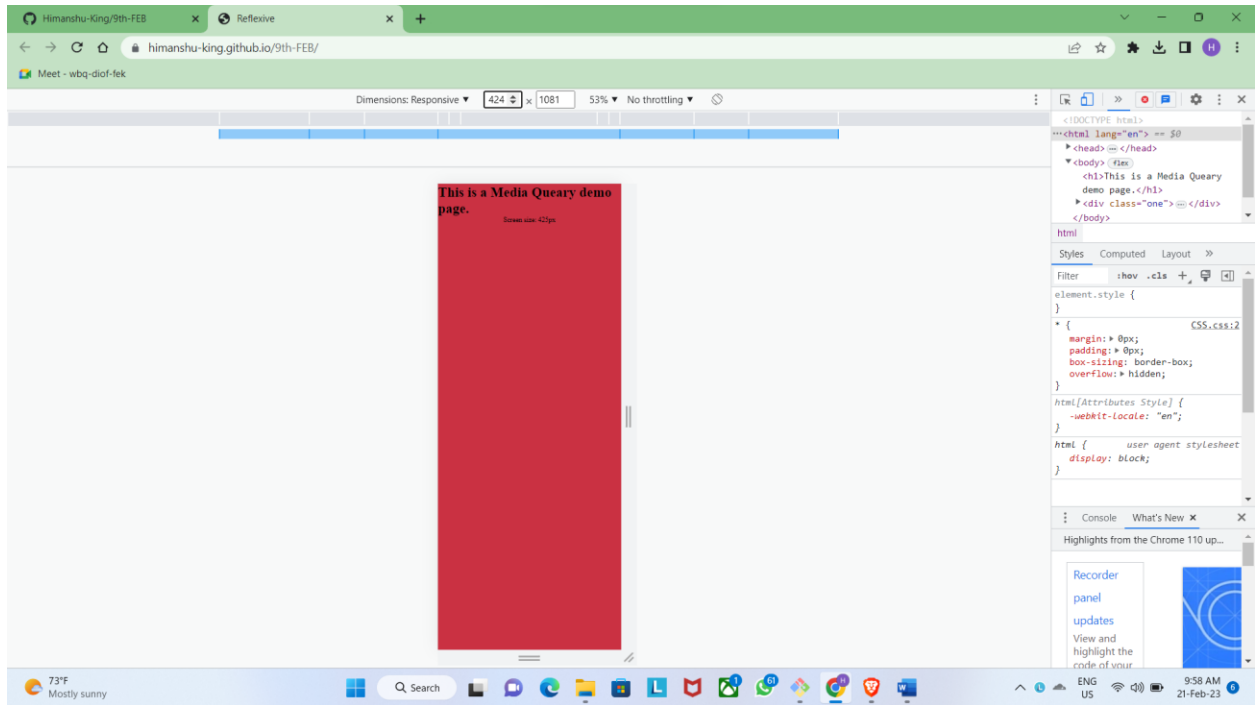 Himanshu-King/9th-FEB × Reflexive × +
himanshu-king.github.io/9th-FEB/ H
Meet - wbq-diof-fek
Dimensions: Responsive ▼ 424 × 1081 53% ▼ No throttling ▼
<!DOCTYPE html>
<html lang="en"> == $0
<head> </head>
<body> flex
<h1>This is a Media Queary
demo page.</h1>
<div class="one"> </div>
</body>
html
This is a Media Queary demo
page.
Screen size: 425px
Styles Computed Layout »
Filter :hov .cls +
element.style {
}
* { CSS.css:2
margin: 0px;
padding: 0px;
box-sizing: border-box;
overflow: hidden;
}
html[Attributes Style] {
-webkit-locale: "en";
}
html { user agent stylesheet
display: block;
}
Console What's New ×
Highlights from the Chrome 110 up...
Recorder
panel
updates
View and
highlight the
code of your
73°F
Mostly sunny
Search
L
1
61
H
ENG
US
9:58 AM
21-Feb-23
6